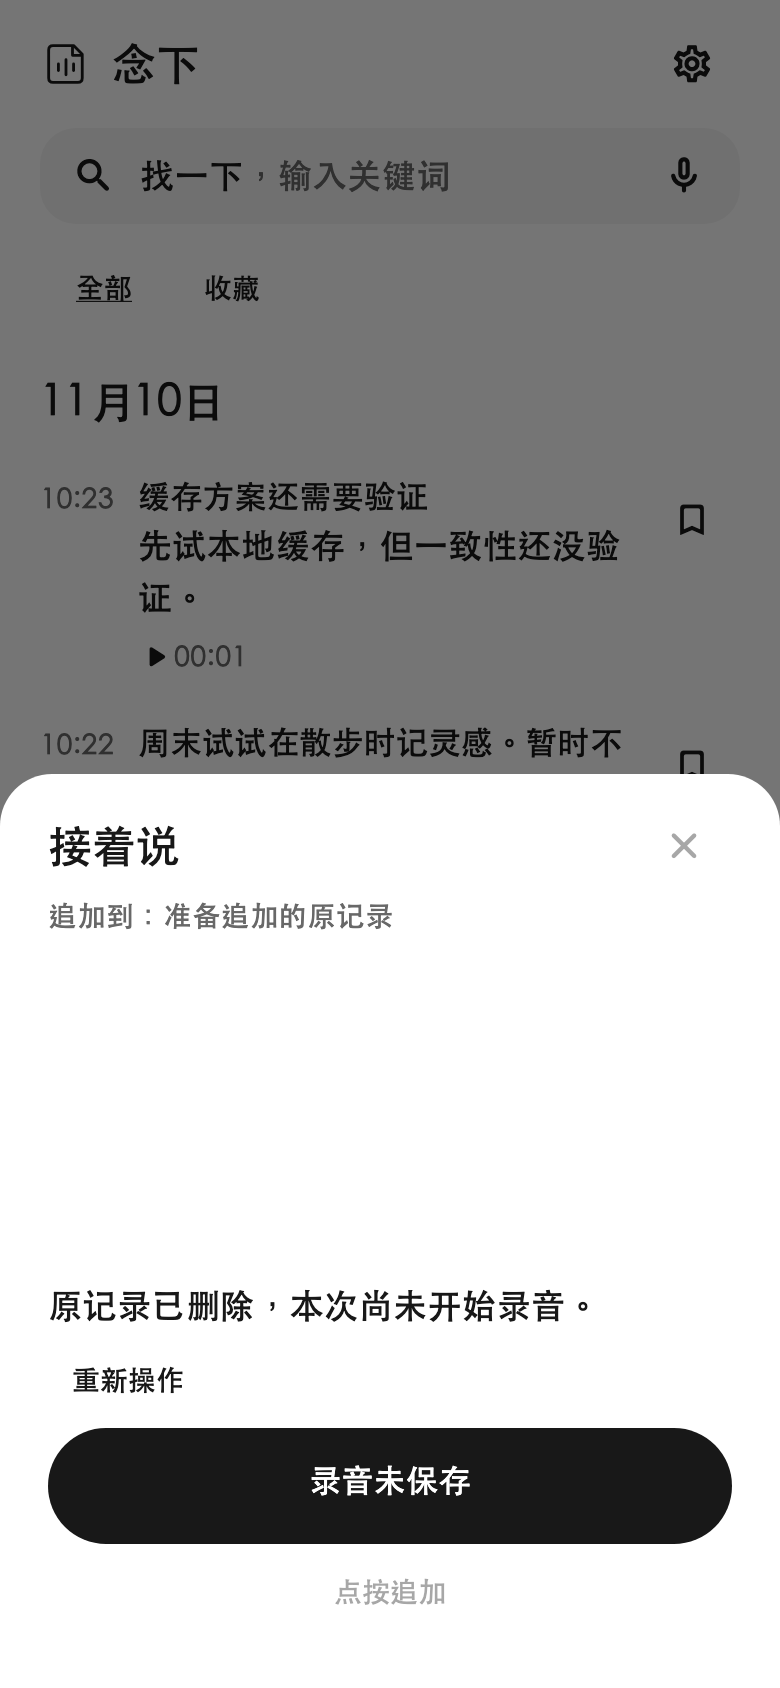 念下
找一下，输入关键词
全部 收藏
11月10日
10:23 缓存方案还需要验证
先试本地缓存，但一致性还没验
证。
00:01
10:22 周末试试在散步时记灵感。暂时不
接着说
追加到：准备追加的原记录
原记录已删除，本次尚未开始录音。
重新操作
录音未保存
点按追加